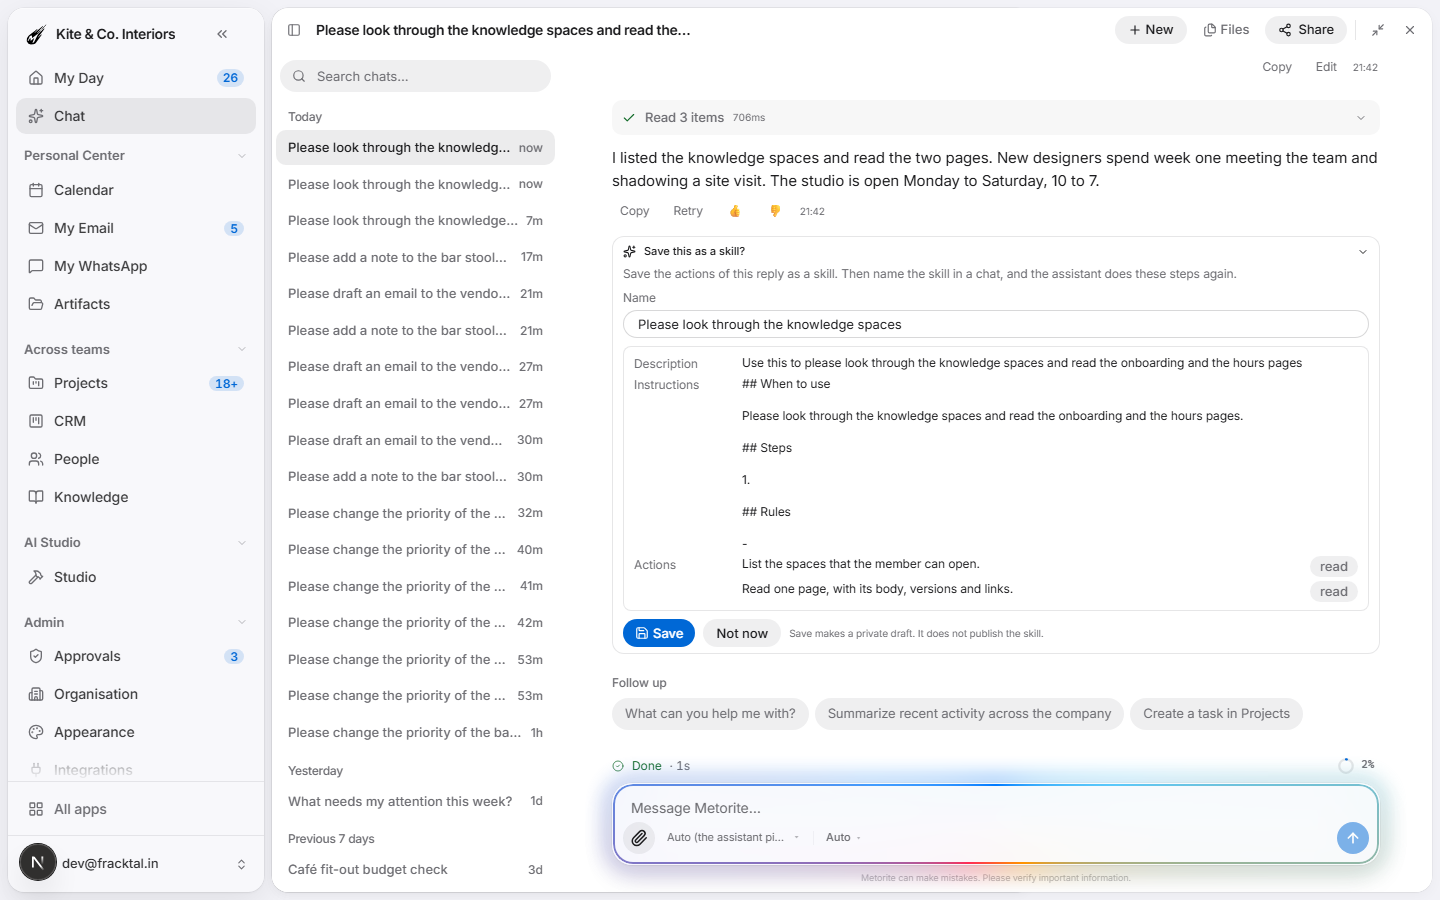 Kite & Co. Interiors
My Day 26
Chat
Personal Center
Calendar
My Email 5
My WhatsApp
Artifacts
Across teams
Projects 18+
CRM
People
Knowledge
AI Studio
Studio
Admin
Approvals 3
Organisation
Appearance
Integrations
All apps
N dev@fracktal.in
Please look through the knowledge spaces and read the...
New Files Share
Search chats...
Today
Please look through the knowledg... now
Please look through the knowledg... now
Please look through the knowledge... 7m
Please add a note to the bar stool... 17m
Please draft an email to the vendo... 21m
Please add a note to the bar stool... 21m
Please draft an email to the vendo... 27m
Please draft an email to the vendo... 27m
Please draft an email to the vend... 30m
Please add a note to the bar stool... 30m
Please change the priority of the ... 32m
Please change the priority of the ... 40m
Please change the priority of the ... 41m
Please change the priority of the ... 42m
Please change the priority of the ... 53m
Please change the priority of the ... 53m
Please change the priority of the ba... 1h
Yesterday
What needs my attention this week? 1d
Previous 7 days
Café fit-out budget check 3d
Copy Edit 21:42
Read 3 items 706ms
I listed the knowledge spaces and read the two pages. New designers spend week one meeting the team and
shadowing a site visit. The studio is open Monday to Saturday, 10 to 7.
Copy Retry 👍 👎 21:42
Save this as a skill?
Save the actions of this reply as a skill. Then name the skill in a chat, and the assistant does these steps again.
Name
Please look through the knowledge spaces
Description Use this to please look through the knowledge spaces and read the onboarding and the hours pages
Instructions ## When to use
Please look through the knowledge spaces and read the onboarding and the hours pages.
## Steps
1.
## Rules
-
Actions List the spaces that the member can open. read
Read one page, with its body, versions and links. read
Save Not now Save makes a private draft. It does not publish the skill.
Follow up
What can you help me with? Summarize recent activity across the company Create a task in Projects
Done · 1s 2%
Message Metorite...
Auto (the assistant pi... Auto
Metorite can make mistakes. Please verify important information.